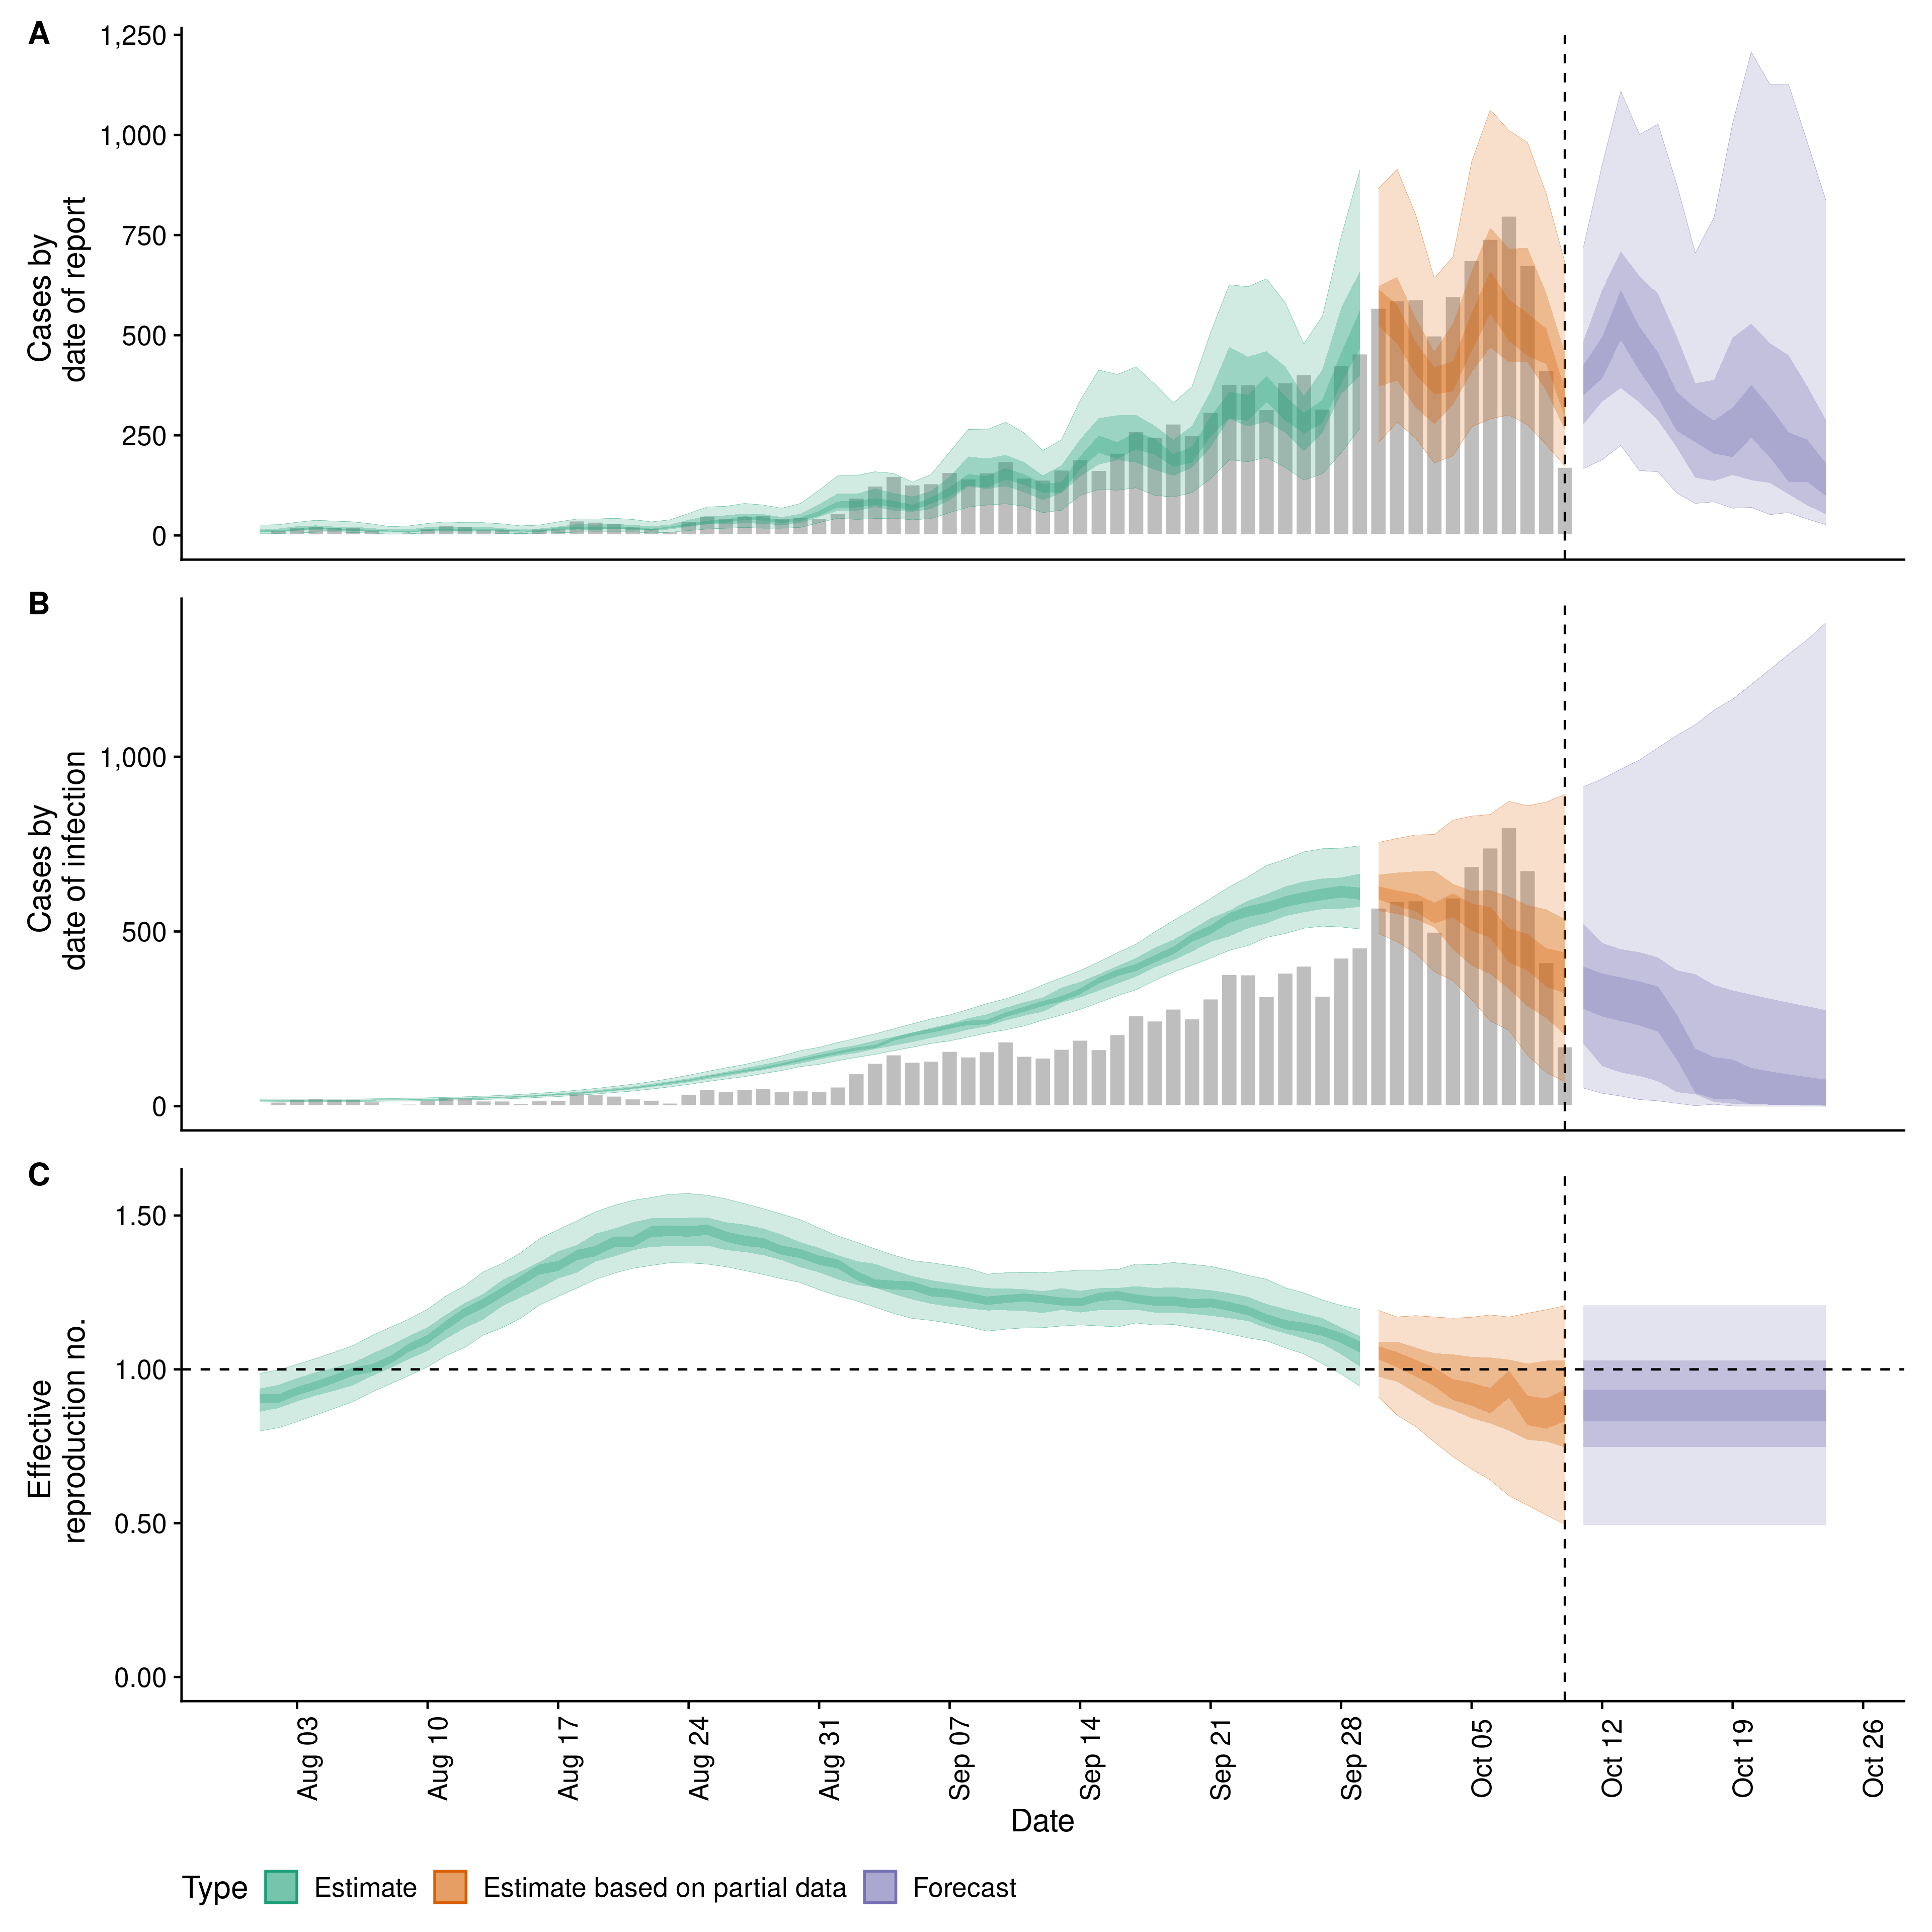 A
1,250
1,000
750
500
250
0
Cases by
date of report
B
1,000
500
0
Cases by
date of infection
C
1.50
1.00
0.50
0.00
Effective
reproduction no.
Aug 03
Aug 10
Aug 17
Aug 24
Aug 31
Sep 07
Sep 14
Sep 21
Sep 28
Oct 05
Oct 12
Oct 19
Oct 26
Date
Type Estimate Estimate based on partial data Forecast